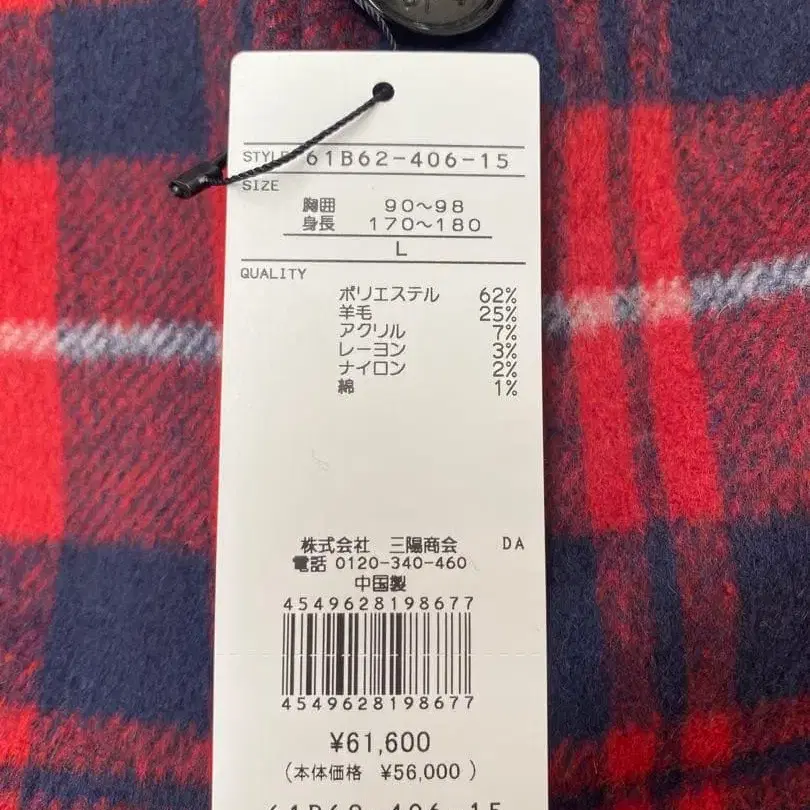 STYLE 61B62-406-15
SIZE
胸囲 90〜98
身長 170〜180
L
QUALITY
ポリエステル 62%
羊毛 25%
アクリル 7%
レーヨン 3%
ナイロン 2%
綿 1%
株式会社 三陽商会 DA
電話 0120-340-460
中国製
4549628198677
4549628198677
¥61,600
(本体価格 ¥56,000)
61B62-406-15